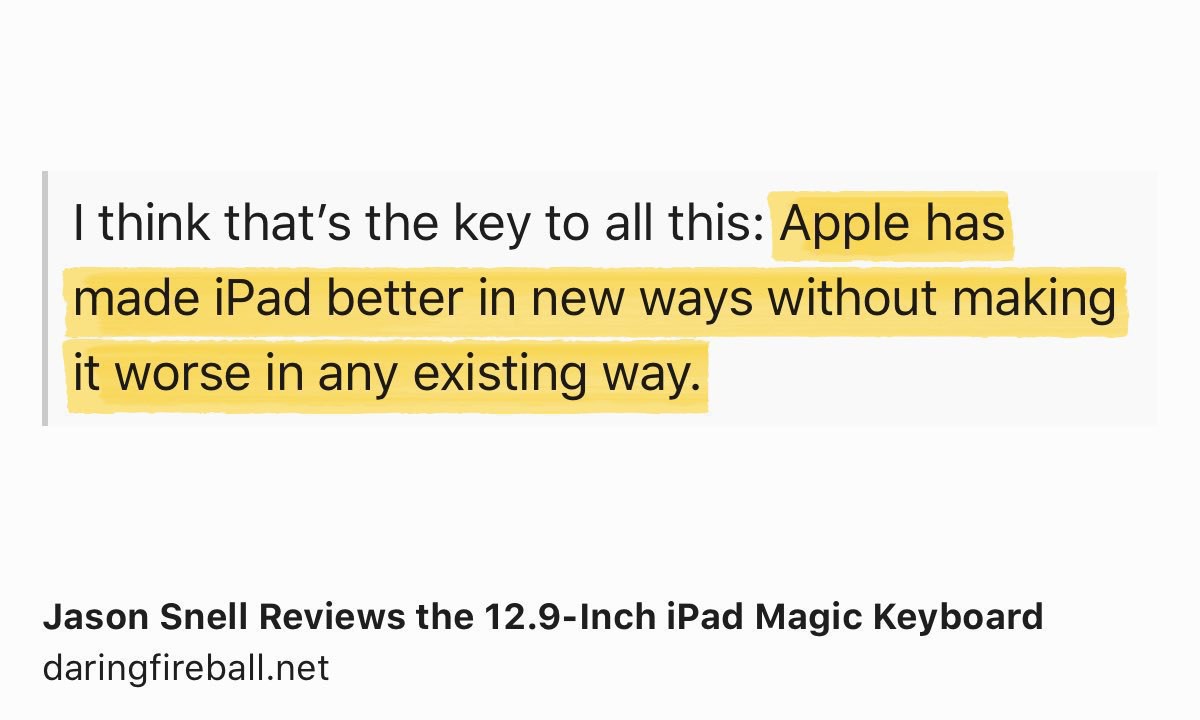 I think that’s the key to all this: Apple has
made iPad better in new ways without making
it worse in any existing way.
Jason Snell Reviews the 12.9-Inch iPad Magic Keyboard
daringfireball.net